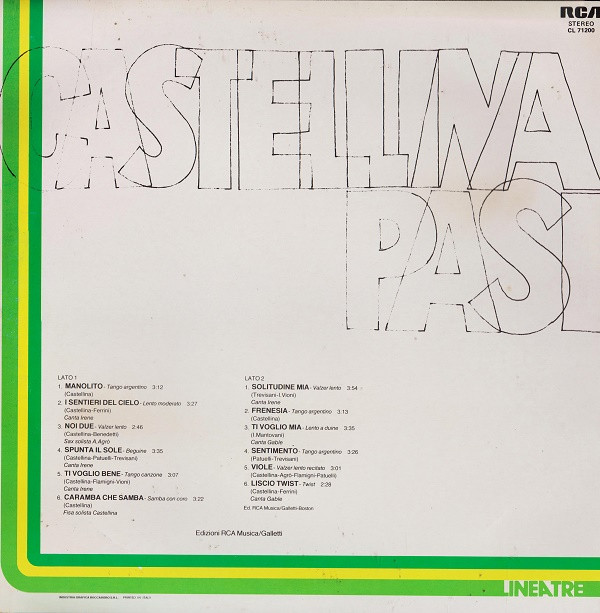 RCA
STEREO
CL 71200
CASTELLINA
PAS
LATO 1
1. MANOLITO - Tango argentino 3:12
(Castellina)
2. I SENTIERI DEL CIELO - Lento moderato 3:27
(Castellina-Ferrini)
Canta Irene
3. NOI DUE - Valzer lento 2:46
(Castellina-Benedetti)
Sax solista A.Agrò
4. SPUNTA IL SOLE - Beguine 3:35
(Castellina-Patuelli-Trevisani)
Canta Irene
5. TI VOGLIO BENE - Tango canzone 3:07
(Castellina-Flamigni-Vioni)
Canta Irene
6. CARAMBA CHE SAMBA - Samba con coro 3:22
(Castellina)
Fisa solista Castellina
LATO 2
1. SOLITUDINE MIA - Valzer lento 3:54
(Trevisani-I.Vioni)
Canta Irene
2. FRENESIA - Tango argentino 3:13
(Castellina)
3. TI VOGLIO MIA - Lento a duine 3:35
(I.Mantovani)
Canta Gable
4. SENTIMENTO - Tango argentino 3:26
(Patuelli-Trevisani)
5. VIOLE - Valzer lento recitato 3:01
(Castellina-Agrò-Flamigni-Patuelli)
6. LISCIO TWIST - Twist 2:28
(Castellina-Ferrini)
Canta Gable
Ed. RCA Musica/Galletti-Boston
Edizioni RCA Musica/Galletti
LINEATRE